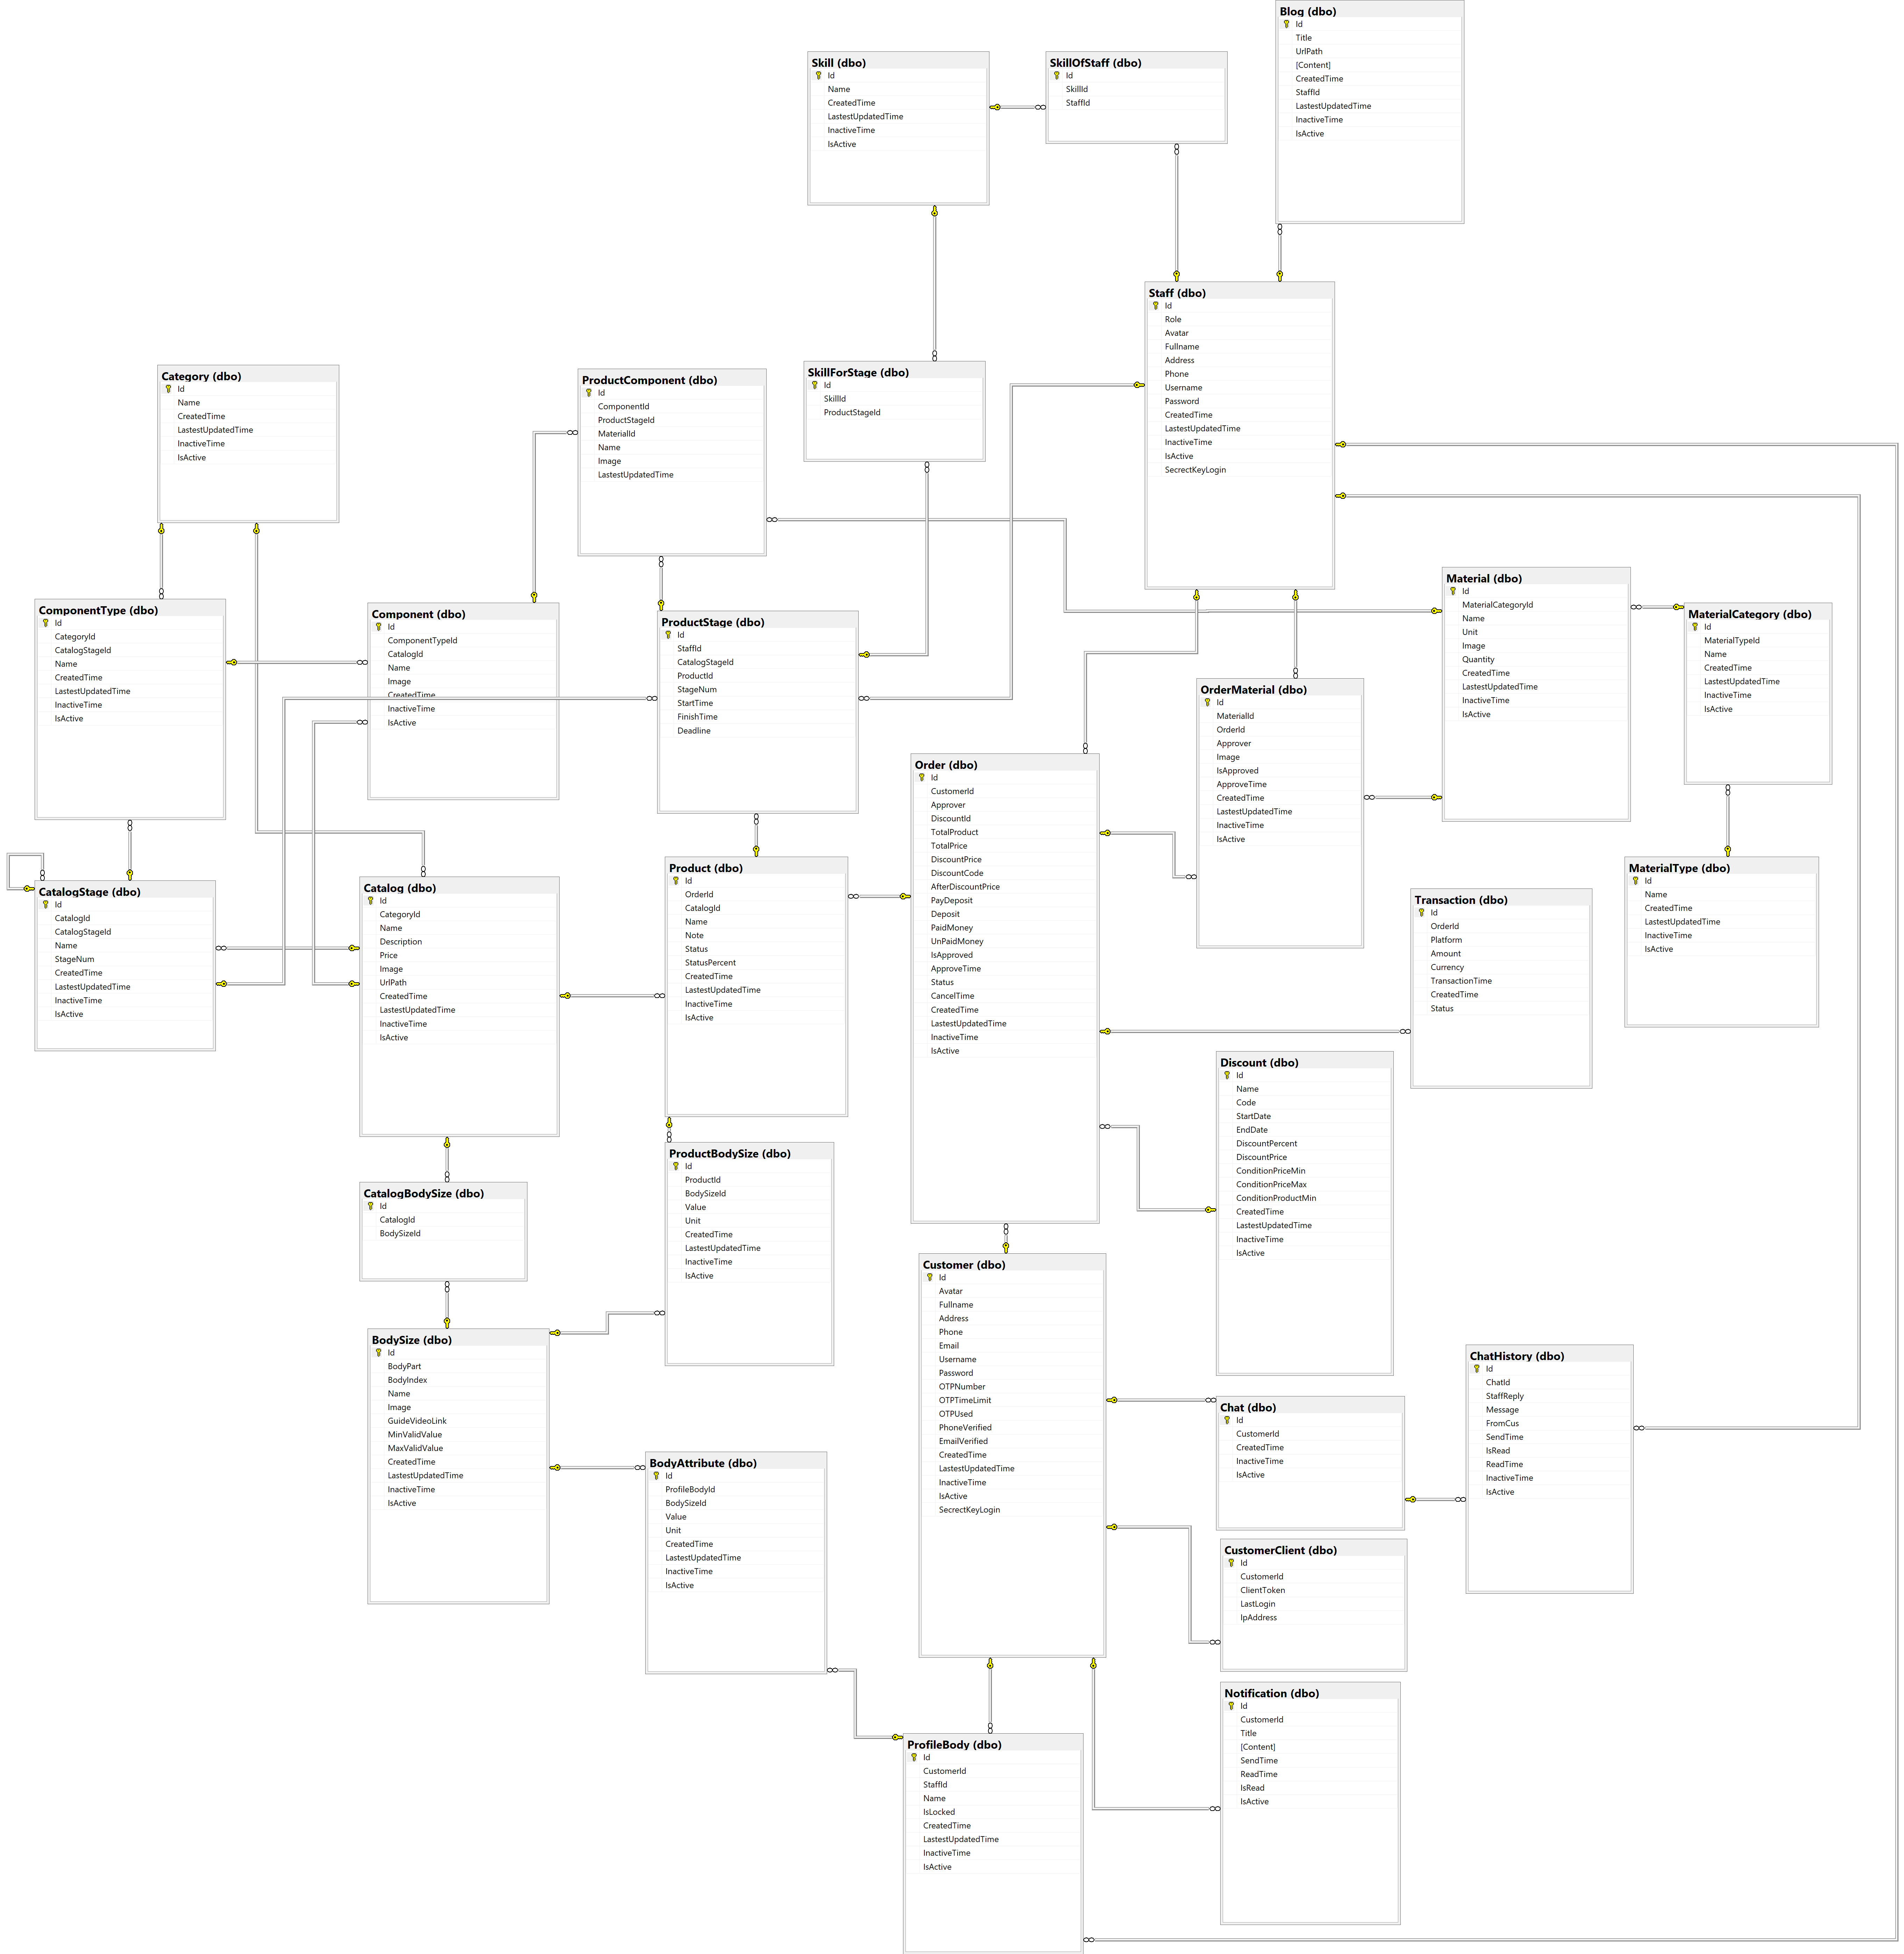 Blog (dbo)
Id
Title
UrlPath
[Content]
CreatedTime
StaffId
LastestUpdatedTime
InactiveTime
IsActive
Skill (dbo)
Id
Name
CreatedTime
LastestUpdatedTime
InactiveTime
IsActive
SkillOfStaff (dbo)
Id
SkillId
StaffId
Staff (dbo)
Id
Role
Avatar
Fullname
Address
Phone
Username
Password
CreatedTime
LastestUpdatedTime
InactiveTime
IsActive
SecrectKeyLogin
Category (dbo)
Id
Name
CreatedTime
LastestUpdatedTime
InactiveTime
IsActive
ProductComponent (dbo)
Id
ComponentId
ProductStageId
MaterialId
Name
Image
LastestUpdatedTime
SkillForStage (dbo)
Id
SkillId
ProductStageId
ComponentType (dbo)
Id
CategoryId
CatalogStageId
Name
CreatedTime
LastestUpdatedTime
InactiveTime
IsActive
Component (dbo)
Id
ComponentTypeId
CatalogId
Name
Image
CreatedTime
InactiveTime
IsActive
ProductStage (dbo)
Id
StaffId
CatalogStageId
ProductId
StageNum
StartTime
FinishTime
Deadline
Material (dbo)
Id
MaterialCategoryId
Name
Unit
Image
Quantity
CreatedTime
LastestUpdatedTime
InactiveTime
IsActive
MaterialCategory (dbo)
Id
MaterialTypeId
Name
CreatedTime
LastestUpdatedTime
InactiveTime
IsActive
OrderMaterial (dbo)
Id
MaterialId
OrderId
Approver
Image
IsApproved
ApproveTime
CreatedTime
LastestUpdatedTime
InactiveTime
IsActive
Order (dbo)
Id
CustomerId
Approver
DiscountId
TotalProduct
TotalPrice
DiscountPrice
DiscountCode
AfterDiscountPrice
PayDeposit
Deposit
PaidMoney
UnPaidMoney
IsApproved
ApproveTime
Status
CancelTime
CreatedTime
LastestUpdatedTime
InactiveTime
IsActive
CatalogStage (dbo)
Id
CatalogId
CatalogStageId
Name
StageNum
CreatedTime
LastestUpdatedTime
InactiveTime
IsActive
Catalog (dbo)
Id
CategoryId
Name
Description
Price
Image
UrlPath
CreatedTime
LastestUpdatedTime
InactiveTime
IsActive
Product (dbo)
Id
OrderId
CatalogId
Name
Note
Status
StatusPercent
CreatedTime
LastestUpdatedTime
InactiveTime
IsActive
MaterialType (dbo)
Id
Name
CreatedTime
LastestUpdatedTime
InactiveTime
IsActive
Transaction (dbo)
Id
OrderId
Platform
Amount
Currency
TransactionTime
CreatedTime
Status
Discount (dbo)
Id
Name
Code
StartDate
EndDate
DiscountPercent
DiscountPrice
ConditionPriceMin
ConditionPriceMax
ConditionProductMin
CreatedTime
LastestUpdatedTime
InactiveTime
IsActive
ProductBodySize (dbo)
Id
ProductId
BodySizeId
Value
Unit
CreatedTime
LastestUpdatedTime
InactiveTime
IsActive
CatalogBodySize (dbo)
Id
CatalogId
BodySizeId
Customer (dbo)
Id
Avatar
Fullname
Address
Phone
Email
Username
Password
OTPNumber
OTPTimeLimit
OTPUsed
PhoneVerified
EmailVerified
CreatedTime
LastestUpdatedTime
InactiveTime
IsActive
SecrectKeyLogin
BodySize (dbo)
Id
BodyPart
BodyIndex
Name
Image
GuideVideoLink
MinValidValue
MaxValidValue
CreatedTime
LastestUpdatedTime
InactiveTime
IsActive
ChatHistory (dbo)
Id
ChatId
StaffReply
Message
FromCus
SendTime
IsRead
ReadTime
InactiveTime
IsActive
Chat (dbo)
Id
CustomerId
CreatedTime
InactiveTime
IsActive
BodyAttribute (dbo)
Id
ProfileBodyId
BodySizeId
Value
Unit
CreatedTime
LastestUpdatedTime
InactiveTime
IsActive
CustomerClient (dbo)
Id
CustomerId
ClientToken
LastLogin
IpAddress
Notification (dbo)
Id
CustomerId
Title
[Content]
SendTime
ReadTime
IsRead
IsActive
ProfileBody (dbo)
Id
CustomerId
StaffId
Name
IsLocked
CreatedTime
LastestUpdatedTime
InactiveTime
IsActive